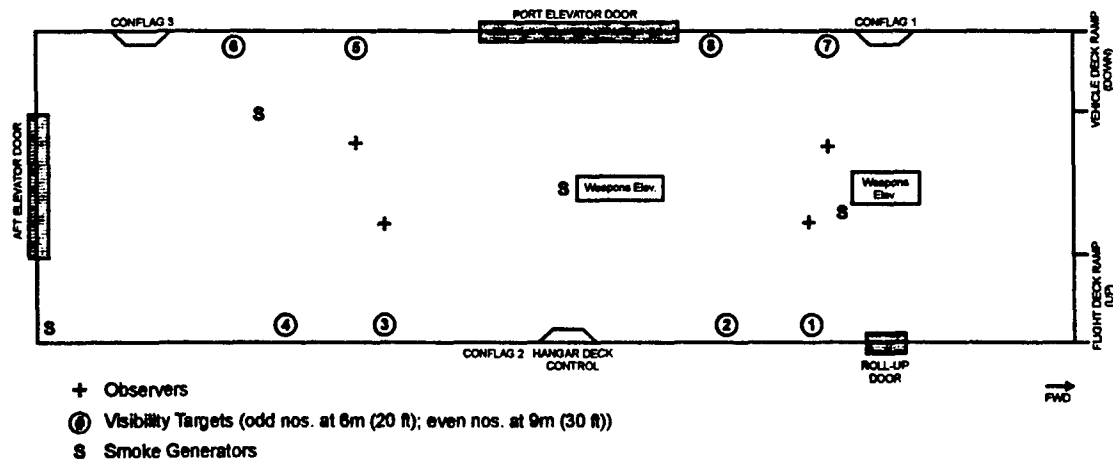 CONFLAG 3
PORT ELEVATOR DOOR
CONFLAG 1
6
5
8
7
VEHICLE DECK RAMP
(DOWN)
S
AFT ELEVATOR DOOR
S
Weapons Elev.
Weapons
Elev
S
FLIGHT DECK RAMP
(UP)
S
4
3
2
1
CONFLAG 2 HANGAR DECK
CONTROL
ROLL-UP
DOOR
FWD
+ Observers
Visibility Targets (odd nos. at 6m (20 ft); even nos. at 9m (30 ft))
S Smoke Generators